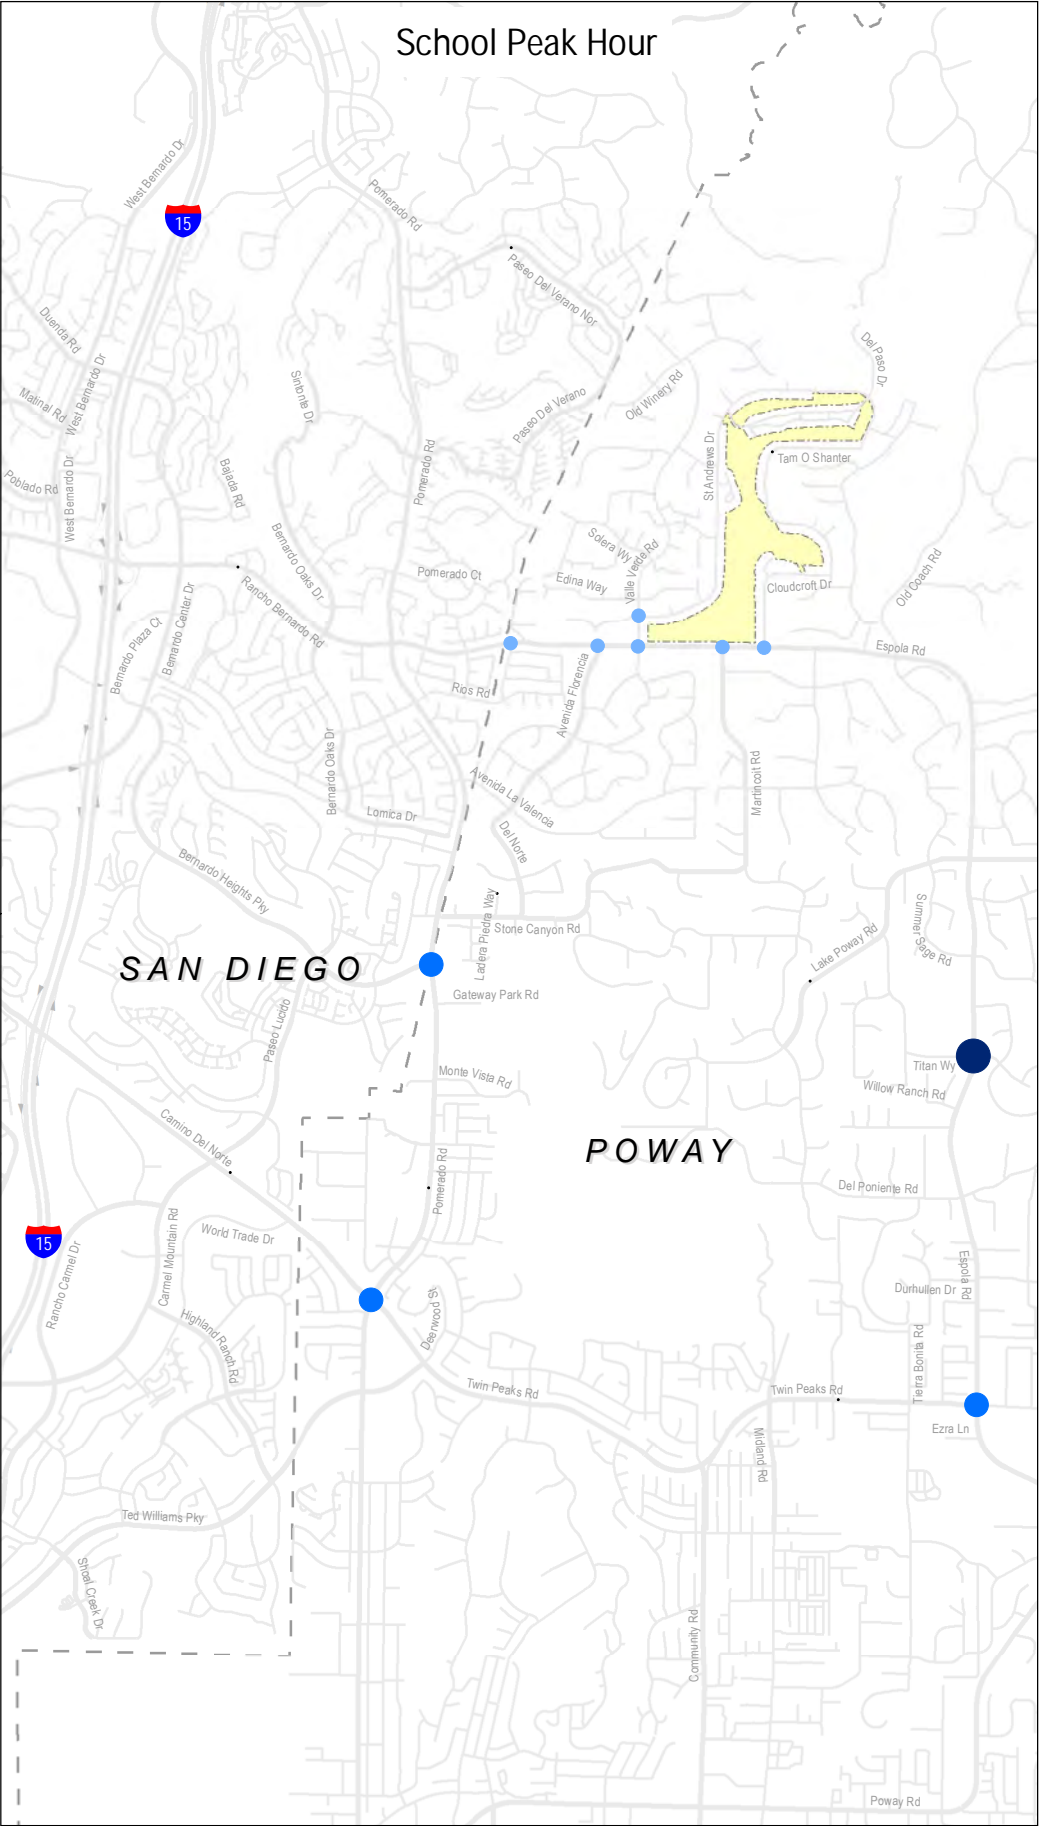 School Peak Hour
West Bernardo Dr
15
Pomerado Rd
Paseo Del Verano Nor
Duenda Rd
West Bernardo Dr
Matinal Rd
Sintonte Dr
Paseo Del Verano
Old Winery Rd
Del Paso Dr
Poblado Rd
West Bernardo Dr
Bajada Rd
Pomerado Rd
St Andrews Dr
Tam O Shanter
Bernardo Oaks Dr
Solera Wy
Valle Verde Rd
Pomerado Ct
Edina Way
Cloudcroft Dr
Old Coach Rd
Rancho Bernardo Rd
Bernardo Center Dr
Bernardo Plaza Ct
Espola Rd
Rios Rd
Avenida Florencia
Bernardo Oaks Dr
Martincoit Rd
Avenida La Valencia
Lomica Dr
Del Norte
Bernardo Heights Pky
Ladera Piedra Way
Stone Canyon Rd
Summer Sage Rd
Lake Poway Rd
SAN DIEGO
Gateway Park Rd
Paseo Lucido
Monte Vista Rd
Titan Wy
Willow Ranch Rd
Camino Del Norte
POWAY
Pomerado Rd
Del Poniente Rd
World Trade Dr
Carmel Mountain Rd
15
Rancho Carmel Dr
Espola Rd
Durhullen Dr
Deerwood St
Highland Ranch Rd
Tierra Bonita Rd
Twin Peaks Rd
Twin Peaks Rd
Ezra Ln
Midland Rd
Ted Williams Pky
Shoal Creek Dr
Community Rd
Poway Rd